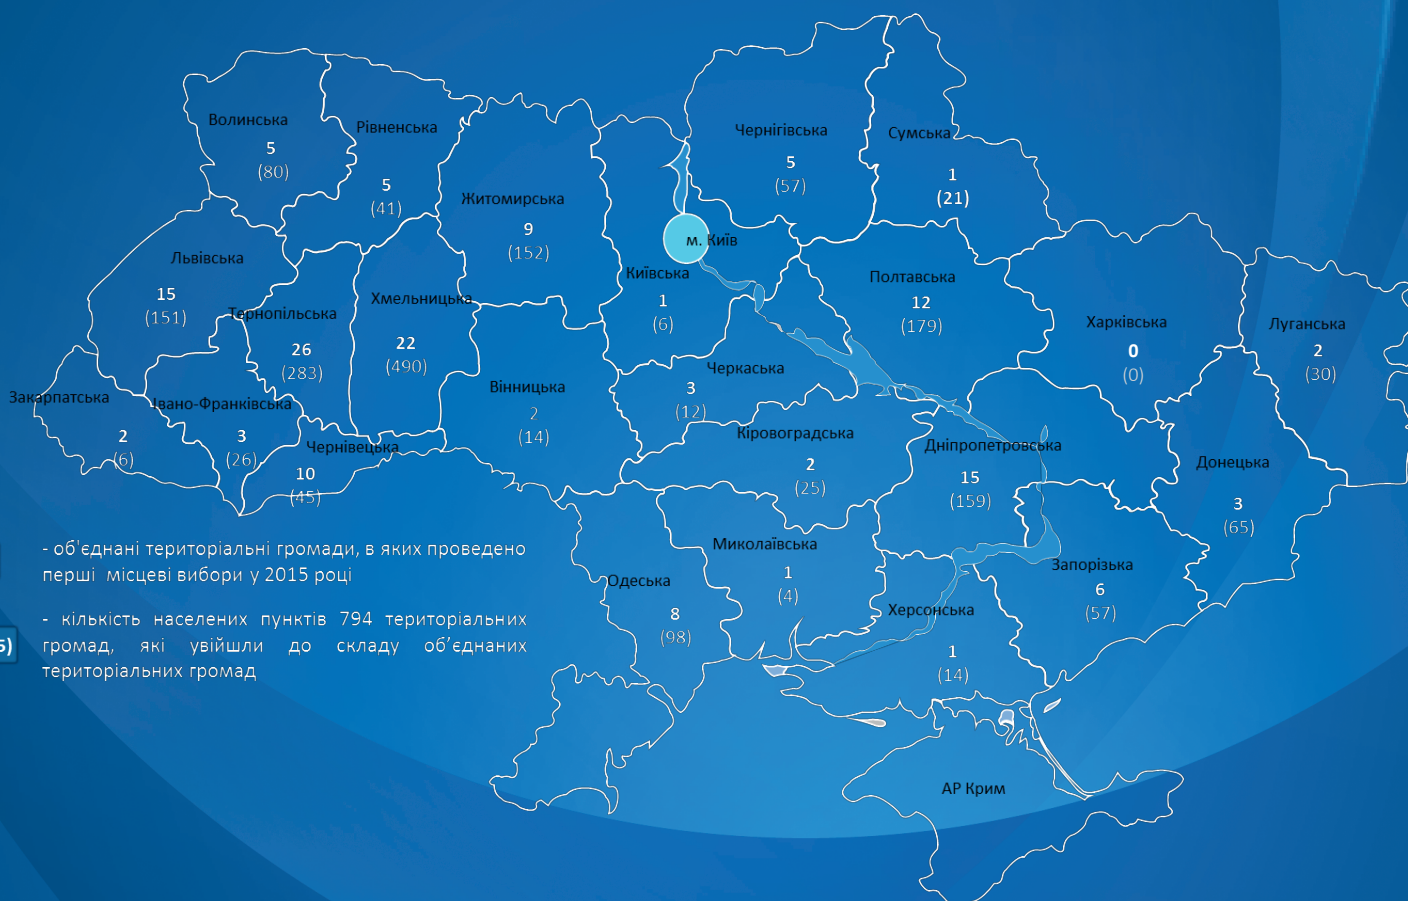 Волинська
5
(80)
Рівненська
5
(41)
Житомирська
9
(152)
Чернігівська
5
(57)
Сумська
1
(21)
м. Київ
Київська
1
(6)
Львівська
15
(151)
Тернопільська
26
(283)
Хмельницька
22
(490)
Вінницька
2
(14)
Черкаська
3
(12)
Полтавська
12
(179)
Харківська
0
(0)
Луганська
2
(30)
Закарпатська
2
(6)
Івано-Франківська
3
(26)
Чернівецька
10
(45)
Кіровоградська
2
(25)
Дніпропетровська
15
(159)
Донецька
3
(65)
Миколаївська
1
(4)
Одеська
8
(98)
Херсонська
1
(14)
Запорізька
6
(57)
АР Крим
- об'єднані територіальні громади, в яких проведено
перші місцеві вибори у 2015 році
- кількість населених пунктів 794 територіальних
громад, які увійшли до складу об’єднаних
територіальних громад